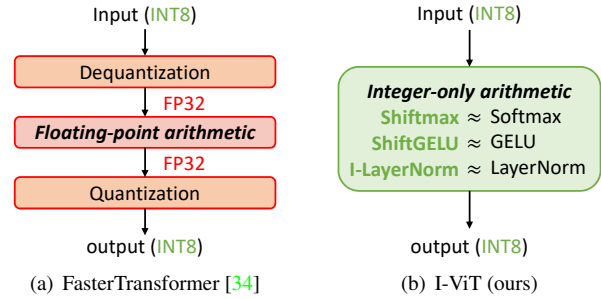 Input (INT8)
Dequantization
FP32
Floating-point arithmetic
FP32
Quantization
output (INT8)
(a) FasterTransformer [34]
Input (INT8)
Integer-only arithmetic
Shiftmax ≈ Softmax
ShiftGELU ≈ GELU
I-LayerNorm ≈ LayerNorm
output (INT8)
(b) I-ViT (ours)